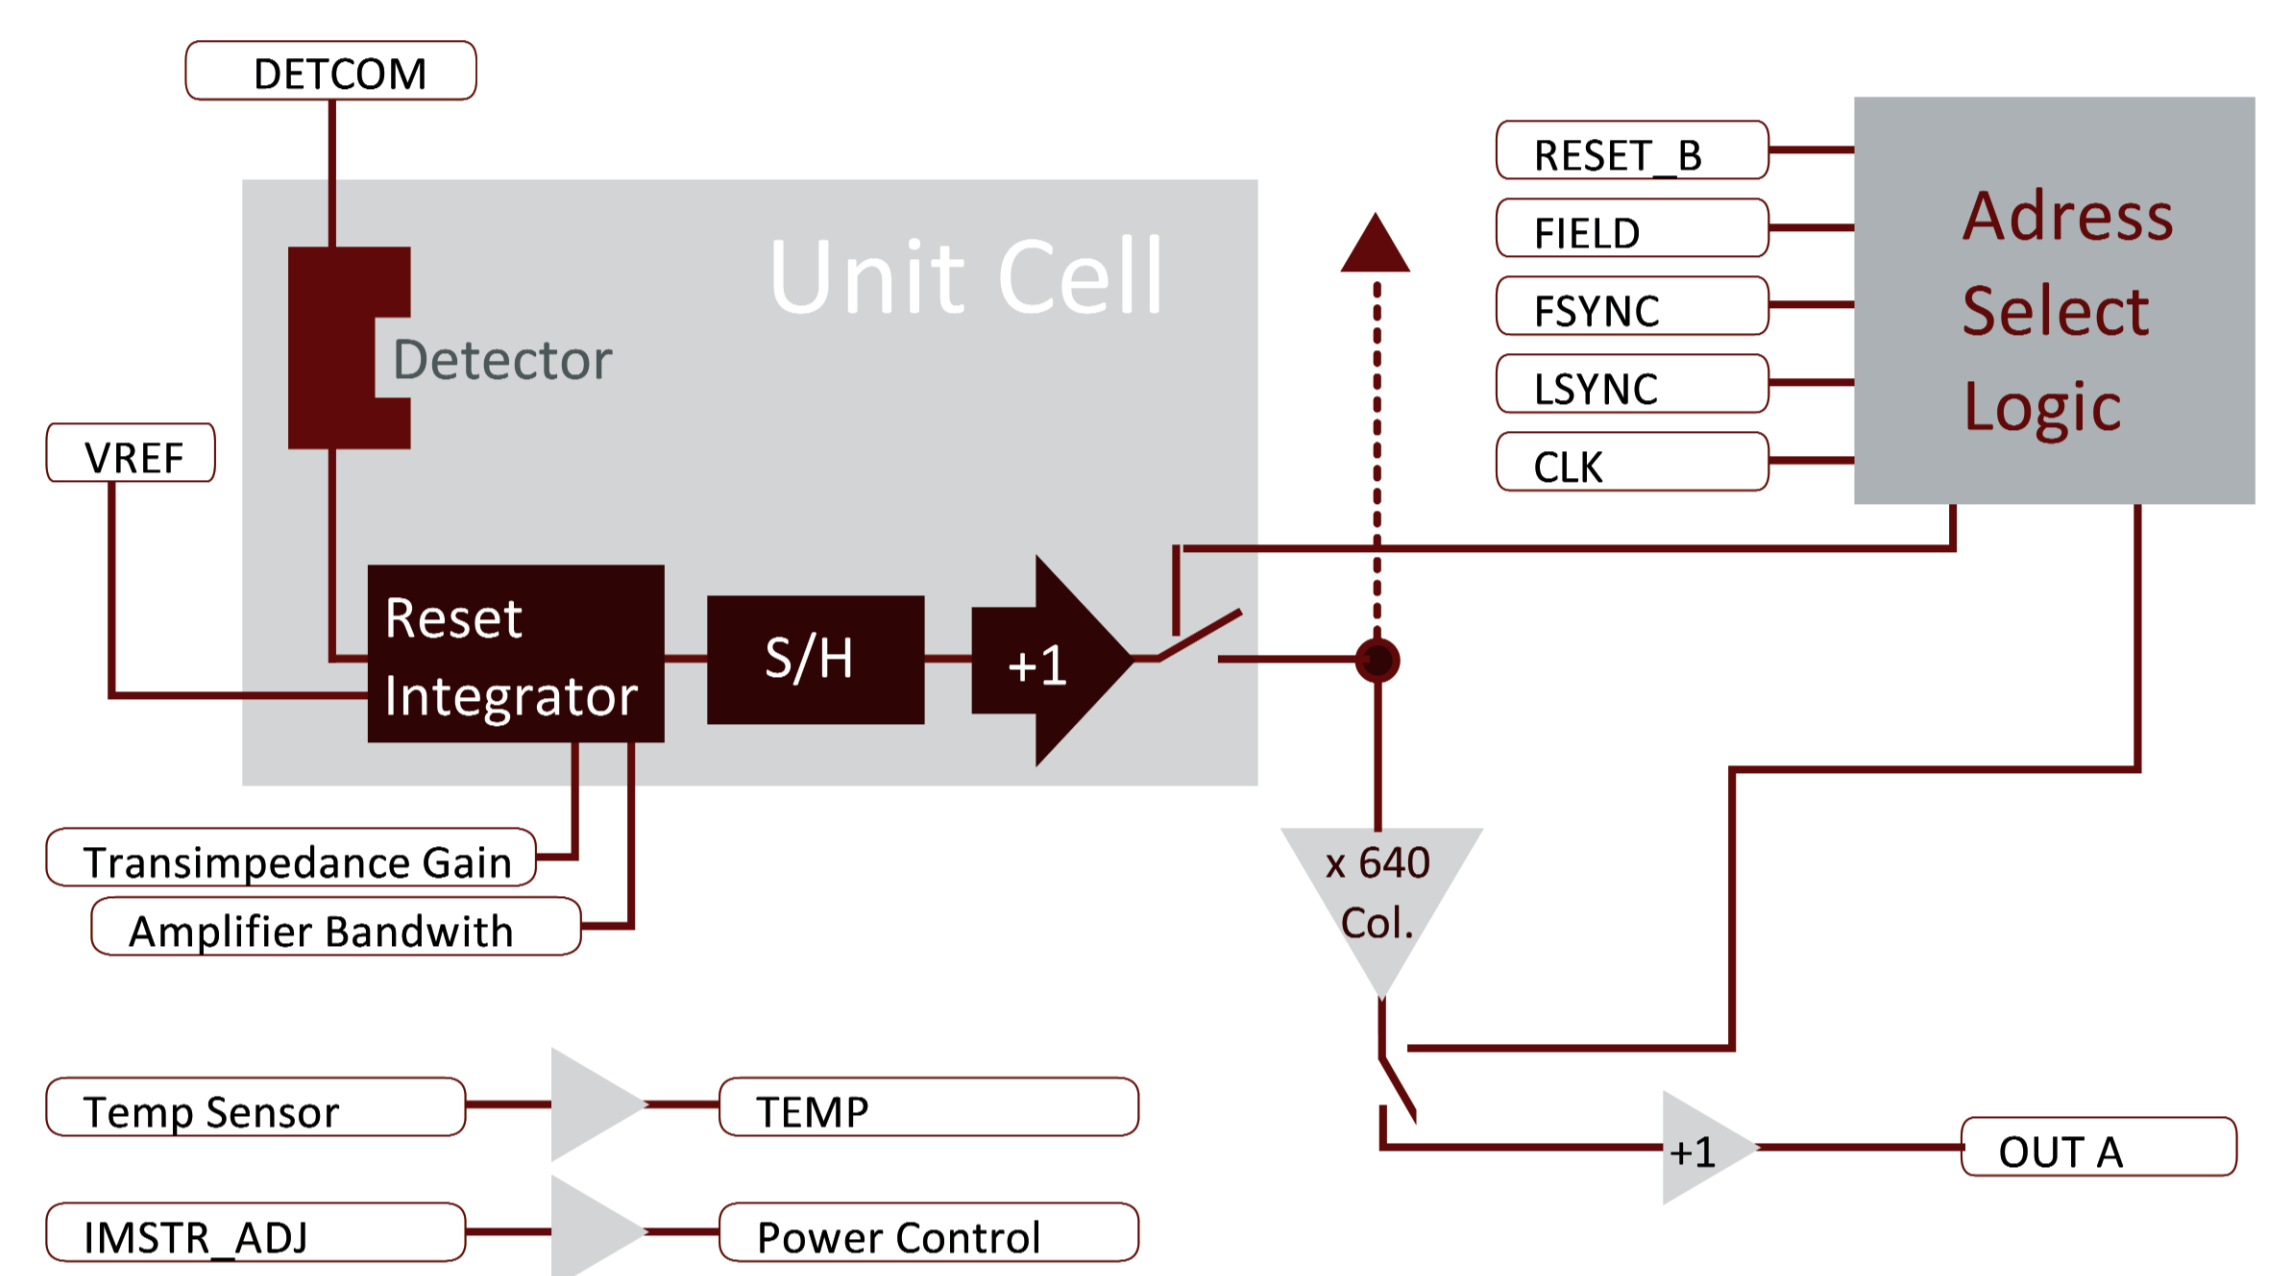 DETCOM
Unit Cell
Detector
VREF
Reset
Integrator
S/H
+1
Transimpedance Gain
Amplifier Bandwith
RESET_B
FIELD
FSYNC
LSYNC
CLK
Adress
Select
Logic
x 640
Col.
+1
OUT A
Temp Sensor
TEMP
IMSTR_ADJ
Power Control